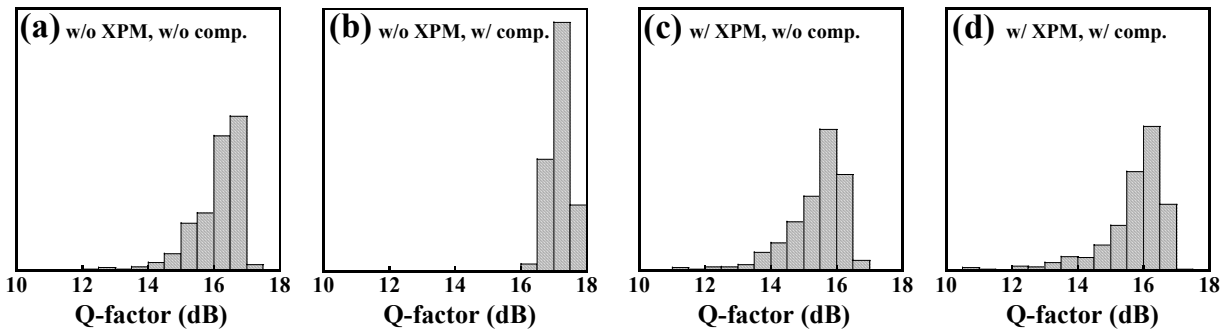 (a) w/o XPM, w/o comp.
(b) w/o XPM, w/ comp.
(c) w/ XPM, w/o comp.
(d) w/ XPM, w/ comp.
10 12 14 16 18
10 12 14 16 18
10 12 14 16 18
10 12 14 16 18
Q-factor (dB)
Q-factor (dB)
Q-factor (dB)
Q-factor (dB)